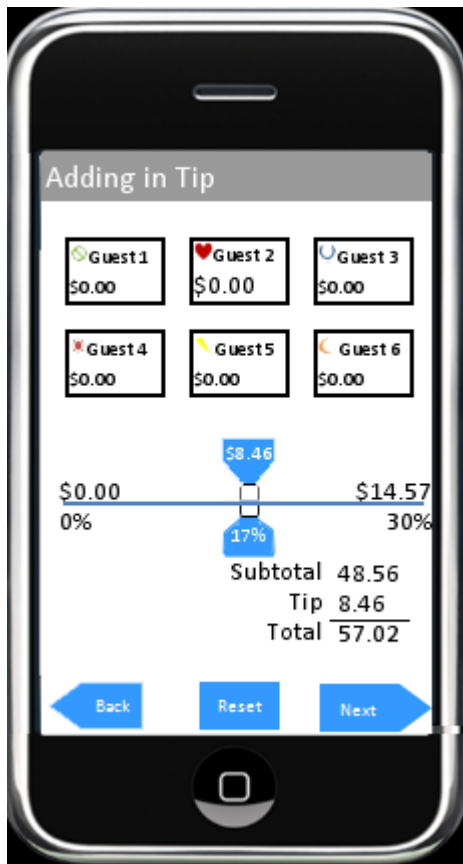 Adding in Tip
Guest 1 Guest 2 Guest 3
$0.00 $0.00 $0.00
Guest 4 Guest 5 Guest 6
$0.00 $0.00 $0.00
$8.46
$0.00 $14.57
0% 30%
17%
Subtotal 48.56
Tip 8.46
Total 57.02
Back Reset Next